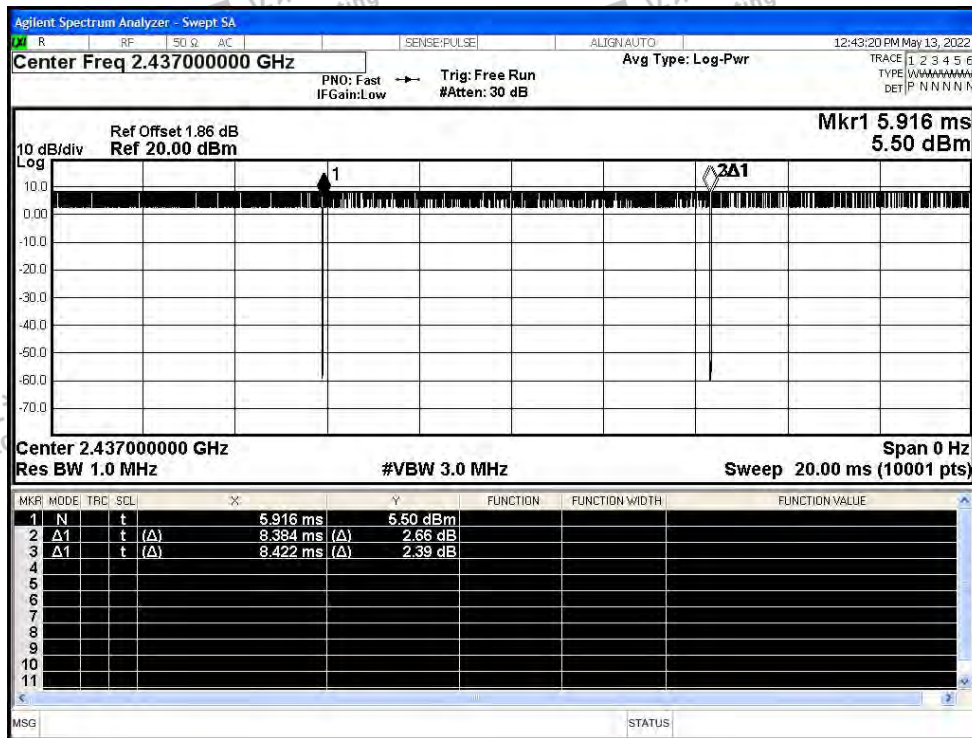 Agilent Spectrum Analyzer - Swept SA
R RF 50 Ω AC SENSE:PULSE ALIGN AUTO 12:43:20 PM May 13, 2022
Center Freq 2.437000000 GHz Avg Type: Log-Pwr TRACE 1 2 3 4 5 6
PNO: Fast Trig: Free Run TYPE
IFGain:Low #Atten: 30 dB DET P N N N N N
Mkr1 5.916 ms
Ref Offset 1.86 dB
10 dB/div Ref 20.00 dBm 5.50 dBm
Log
1 2Δ1
10.0
0.00
-10.0
-20.0
-30.0
-40.0
-50.0
-60.0
-70.0
Center 2.437000000 GHz Span 0 Hz
Res BW 1.0 MHz #VBW 3.0 MHz Sweep 20.00 ms (10001 pts)
MKR MODE TRC SCL X Y FUNCTION FUNCTION WIDTH FUNCTION VALUE
1 N t 5.916 ms 5.50 dBm
2 Δ1 t (Δ) 8.384 ms (Δ) 2.66 dB
3 Δ1 t (Δ) 8.422 ms (Δ) 2.39 dB
4
5
6
7
8
9
10
11
MSG STATUS